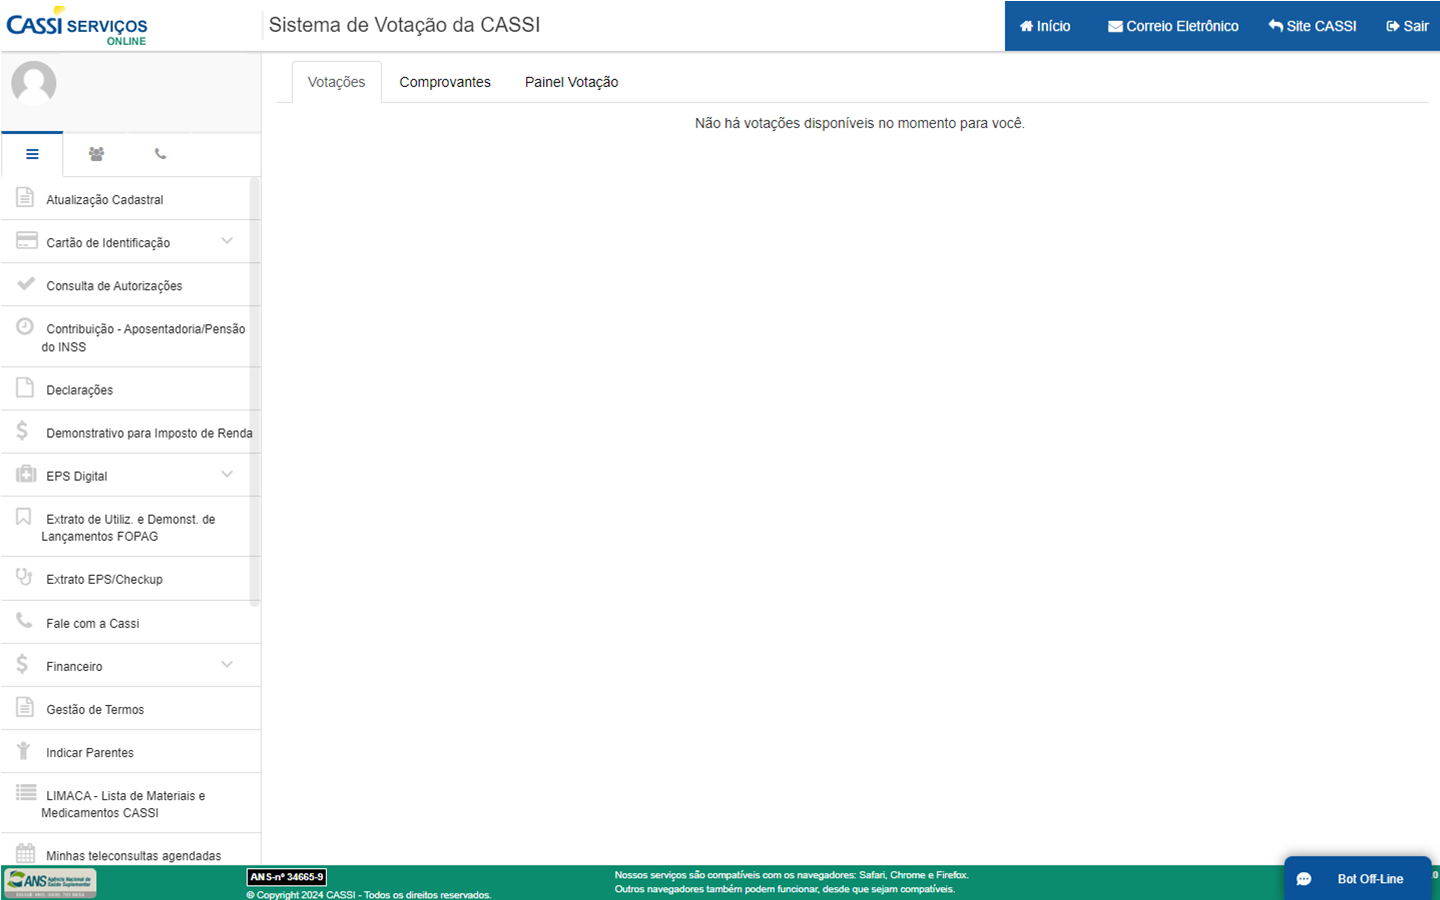 CASSI SERVIÇOS
ONLINE
Sistema de Votação da CASSI
Início
Correio Eletrônico
Site CASSI
Sair
Votações
Comprovantes
Painel Votação
Não há votações disponíveis no momento para você.
Atualização Cadastral
Cartão de Identificação
Consulta de Autorizações
Contribuição - Aposentadoria/Pensão
do INSS
Declarações
Demonstrativo para Imposto de Renda
EPS Digital
Extrato de Utiliz. e Demonst. de
Lançamentos FOPAG
Extrato EPS/Checkup
Fale com a Cassi
Financeiro
Gestão de Termos
Indicar Parentes
LIMACA - Lista de Materiais e
Medicamentos CASSI
Minhas teleconsultas agendadas
ANS Agência Nacional de
Saúde Suplementar
ANS-nº 34665-9
© Copyright 2024 CASSI - Todos os direitos reservados.
Nossos serviços são compatíveis com os navegadores: Safari, Chrome e Firefox.
Outros navegadores também podem funcionar, desde que sejam compatíveis.
Bot Off-Line